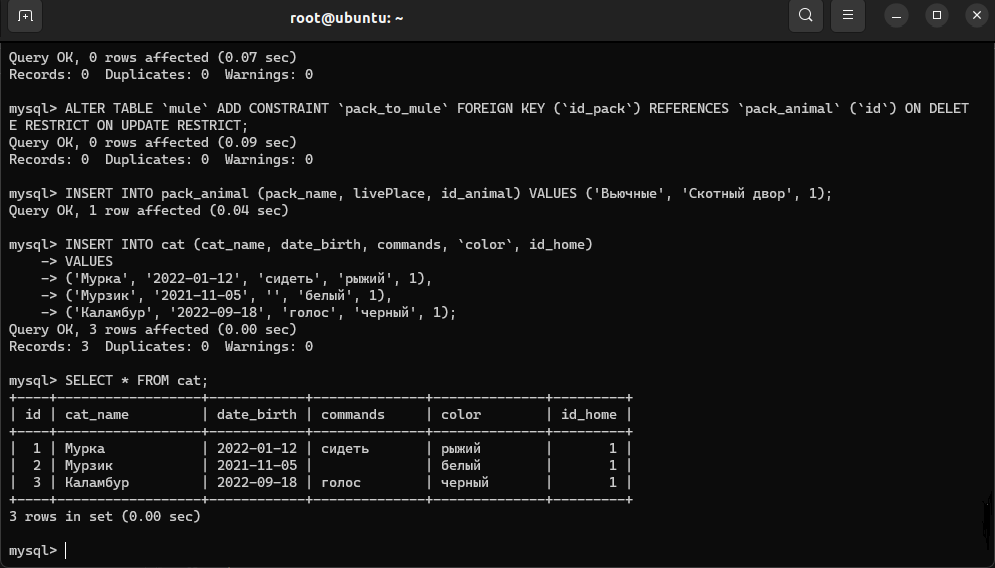 root@ubuntu: ~
Query OK, 0 rows affected (0.07 sec)
Records: 0  Duplicates: 0  Warnings: 0
mysql> ALTER TABLE `mule` ADD CONSTRAINT `pack_to_mule` FOREIGN KEY (`id_pack`) REFERENCES `pack_animal` (`id`) ON DELET
E RESTRICT ON UPDATE RESTRICT;
Query OK, 0 rows affected (0.09 sec)
Records: 0  Duplicates: 0  Warnings: 0
mysql> INSERT INTO pack_animal (pack_name, livePlace, id_animal) VALUES ('Вьючные', 'Скотный двор', 1);
Query OK, 1 row affected (0.04 sec)
mysql> INSERT INTO cat (cat_name, date_birth, commands, `color`, id_home)
    -> VALUES
    -> ('Мурка', '2022-01-12', 'сидеть', 'рыжий', 1),
    -> ('Мурзик', '2021-11-05', '', 'белый', 1),
    -> ('Каламбур', '2022-09-18', 'голос', 'черный', 1);
Query OK, 3 rows affected (0.00 sec)
Records: 3  Duplicates: 0  Warnings: 0
mysql> SELECT * FROM cat;
+----+------------------+------------+--------------+--------------+---------+
| id | cat_name         | date_birth | commands     | color        | id_home |
+----+------------------+------------+--------------+--------------+---------+
|  1 | Мурка            | 2022-01-12 | сидеть       | рыжий        |       1 |
|  2 | Мурзик           | 2021-11-05 |              | белый        |       1 |
|  3 | Каламбур         | 2022-09-18 | голос        | черный       |       1 |
+----+------------------+------------+--------------+--------------+---------+
3 rows in set (0.00 sec)
mysql>